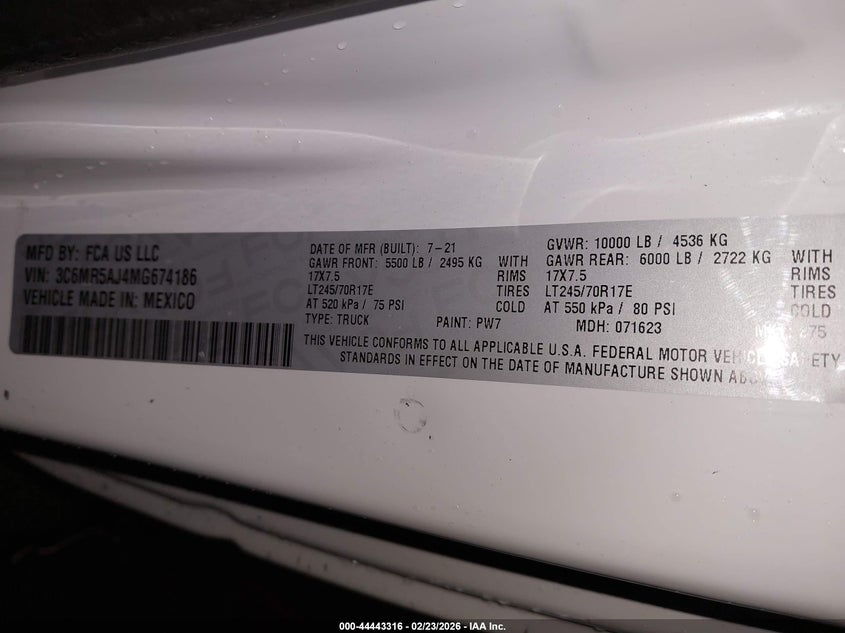 MFD BY: FCA US LLC
VIN: 3C6MR5AJ4MG674186
VEHICLE MADE IN: MEXICO
DATE OF MFR (BUILT): 7-21
GVWR: 10000 LB / 4536 KG
GAWR FRONT: 5500 LB / 2495 KG WITH
GAWR REAR: 6000 LB / 2722 KG WITH
17X7.5 RIMS
17X7.5 RIMS
LT245/70R17E TIRES
LT245/70R17E TIRES
AT 520 kPa / 75 PSI COLD
AT 550 kPa / 80 PSI COLD
TYPE: TRUCK PAINT: PW7 MDH: 071623
THIS VEHICLE CONFORMS TO ALL APPLICABLE U.S.A. FEDERAL MOTOR VEHICLE SAFETY
STANDARDS IN EFFECT ON THE DATE OF MANUFACTURE SHOWN ABOVE
000-44443316 - 02/23/2026 - IAA Inc.